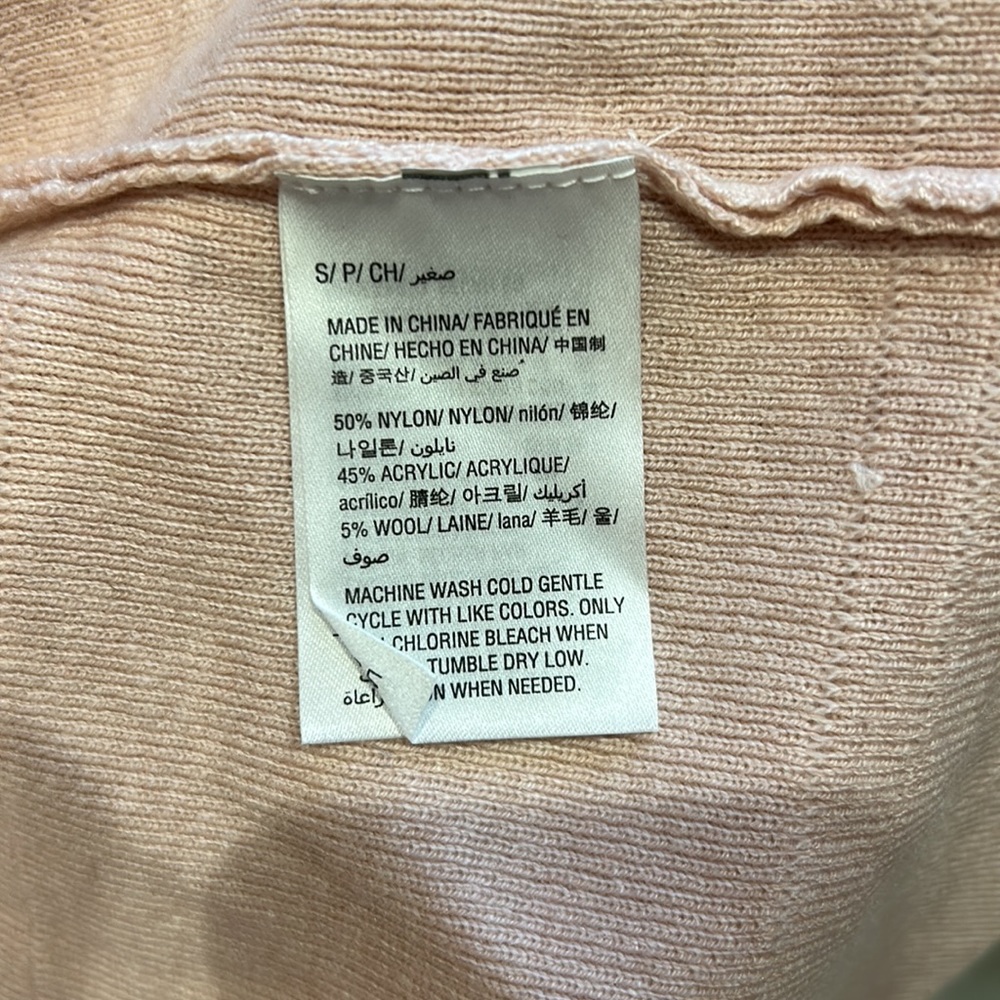 S/ P/ CH/ صغير
MADE IN CHINA/ FABRIQUÉ EN
CHINE/ HECHO EN CHINA/ 中国制
造/ 중국산/ صنع في الصين
50% NYLON/ NYLON/ nilón/ 锦纶/
나일론/ نايلون
45% ACRYLIC/ ACRYLIQUE/
acrílico/ 腈纶/ 아크릴/ أكريليك
5% WOOL/ LAINE/ lana/ 羊毛/ 울/
صوف
MACHINE WASH COLD GENTLE
CYCLE WITH LIKE COLORS. ONLY
CHLORINE BLEACH WHEN
TUMBLE DRY LOW.
WHEN NEEDED.